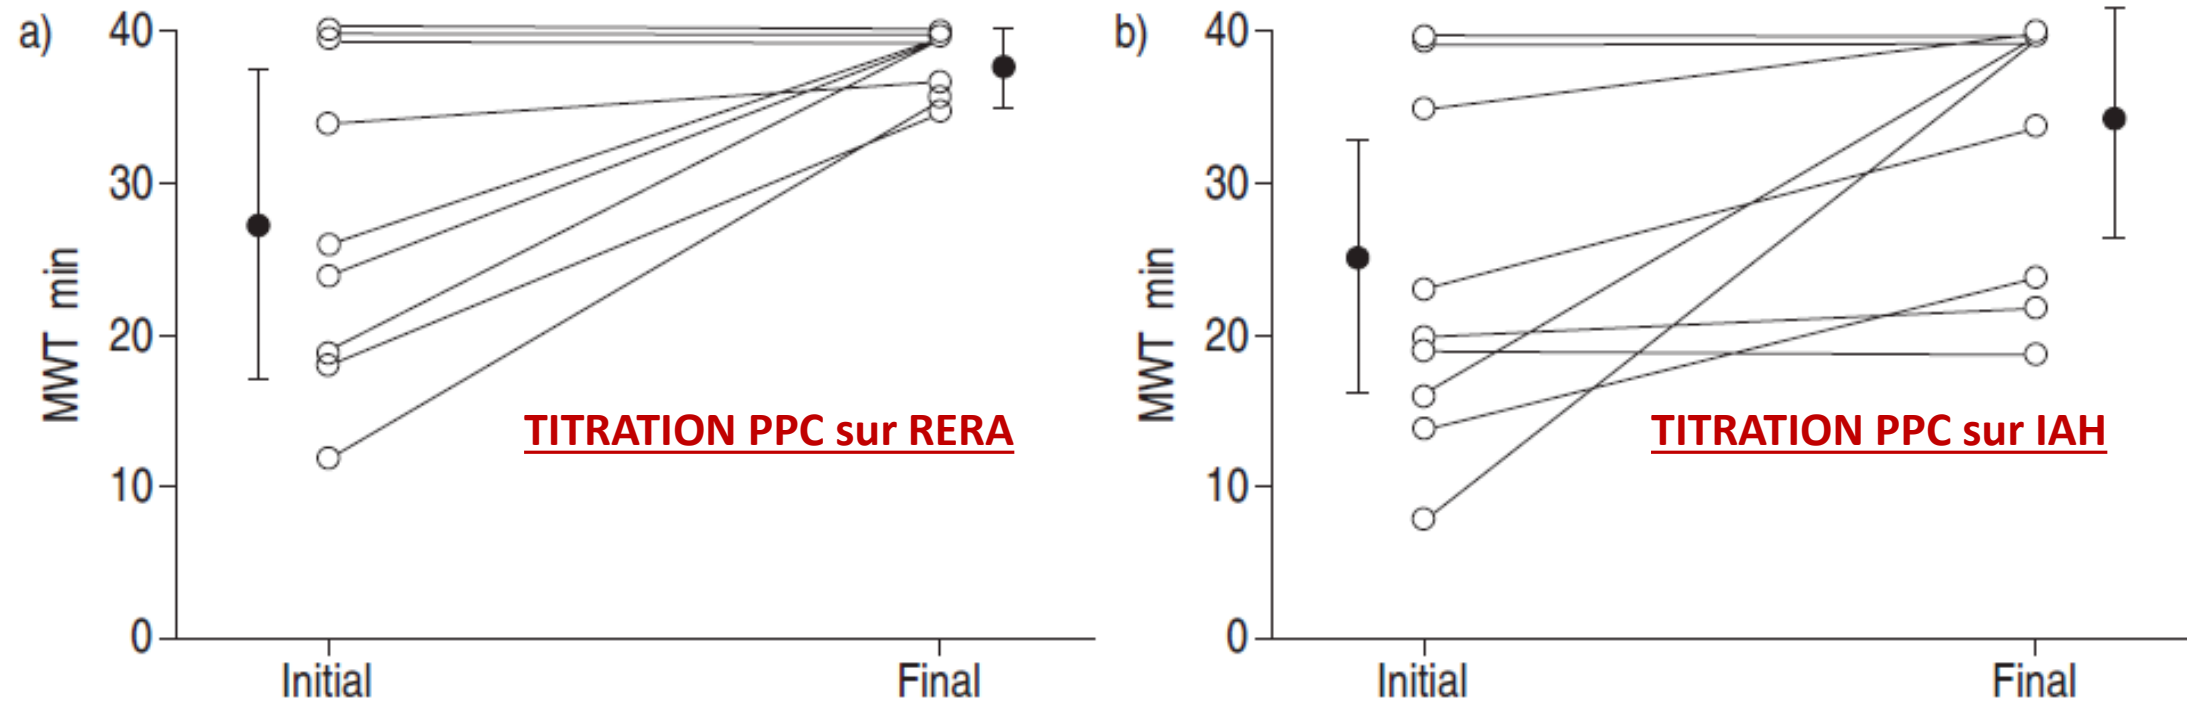 a)
40
30
20
10
0
MWT min
Initial
Final
TITRATION PPC sur RERA
b)
40
30
20
10
0
MWT min
Initial
Final
TITRATION PPC sur IAH